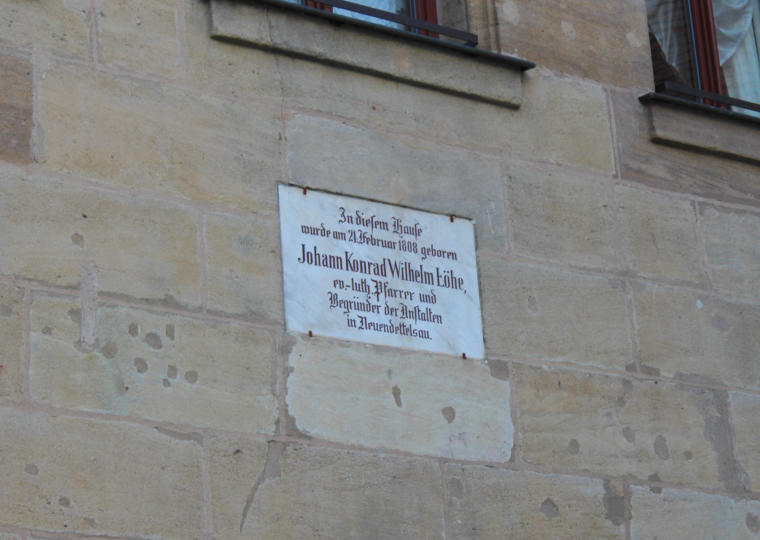 In diesem Hause
wurde am 21. Februar 1808 geboren
Johann Konrad Wilhelm Löhe,
ev.-luth. Pfarrer und
Begründer der Anstalten
in Neuendettelsau.